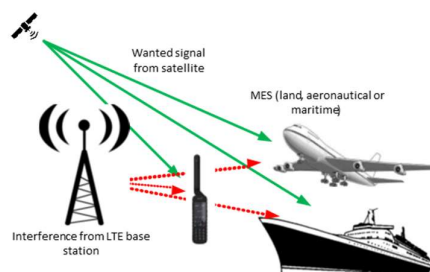 Wanted signal
from satellite
MES (land, aeronautical or
maritime)
Interference from LTE base
station